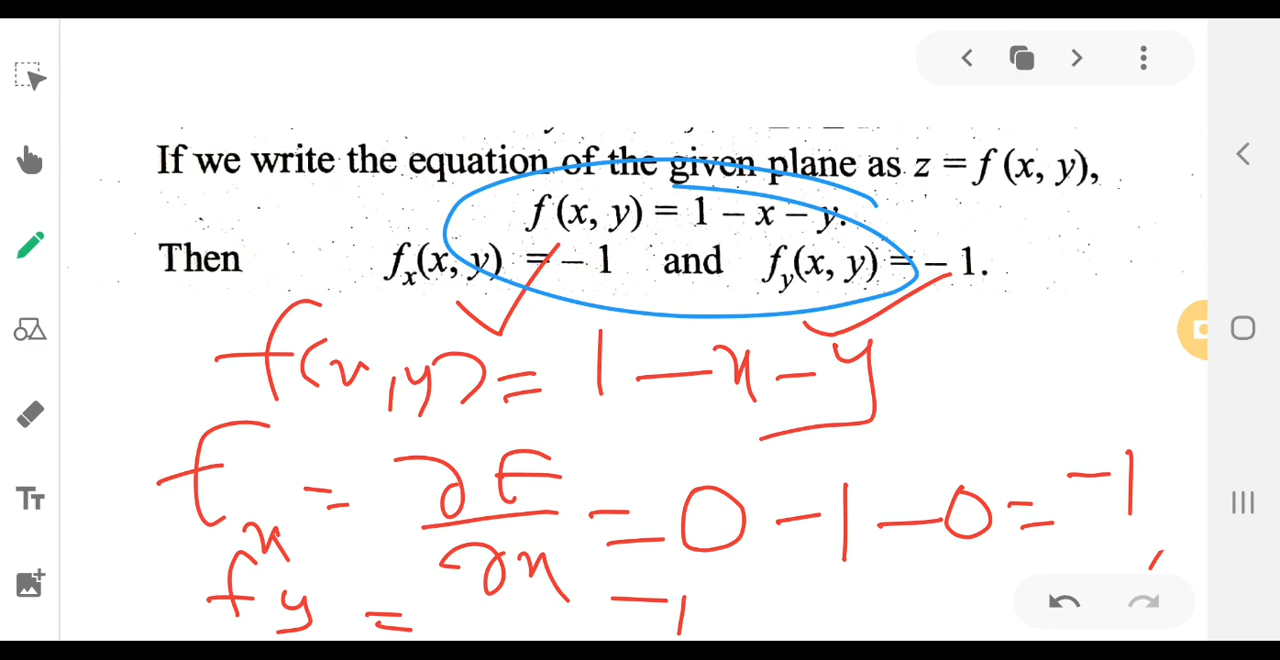 If we write the equation of the given plane as z = f (x, y),
f (x, y) = 1 – x – y.
Then f_x(x, y) = – 1 and f_y(x, y) = – 1.
f(x,y) = 1 – x – y
f_x = ∂F/∂x = 0 – 1 – 0 = –1,
f_y = –1
Tт